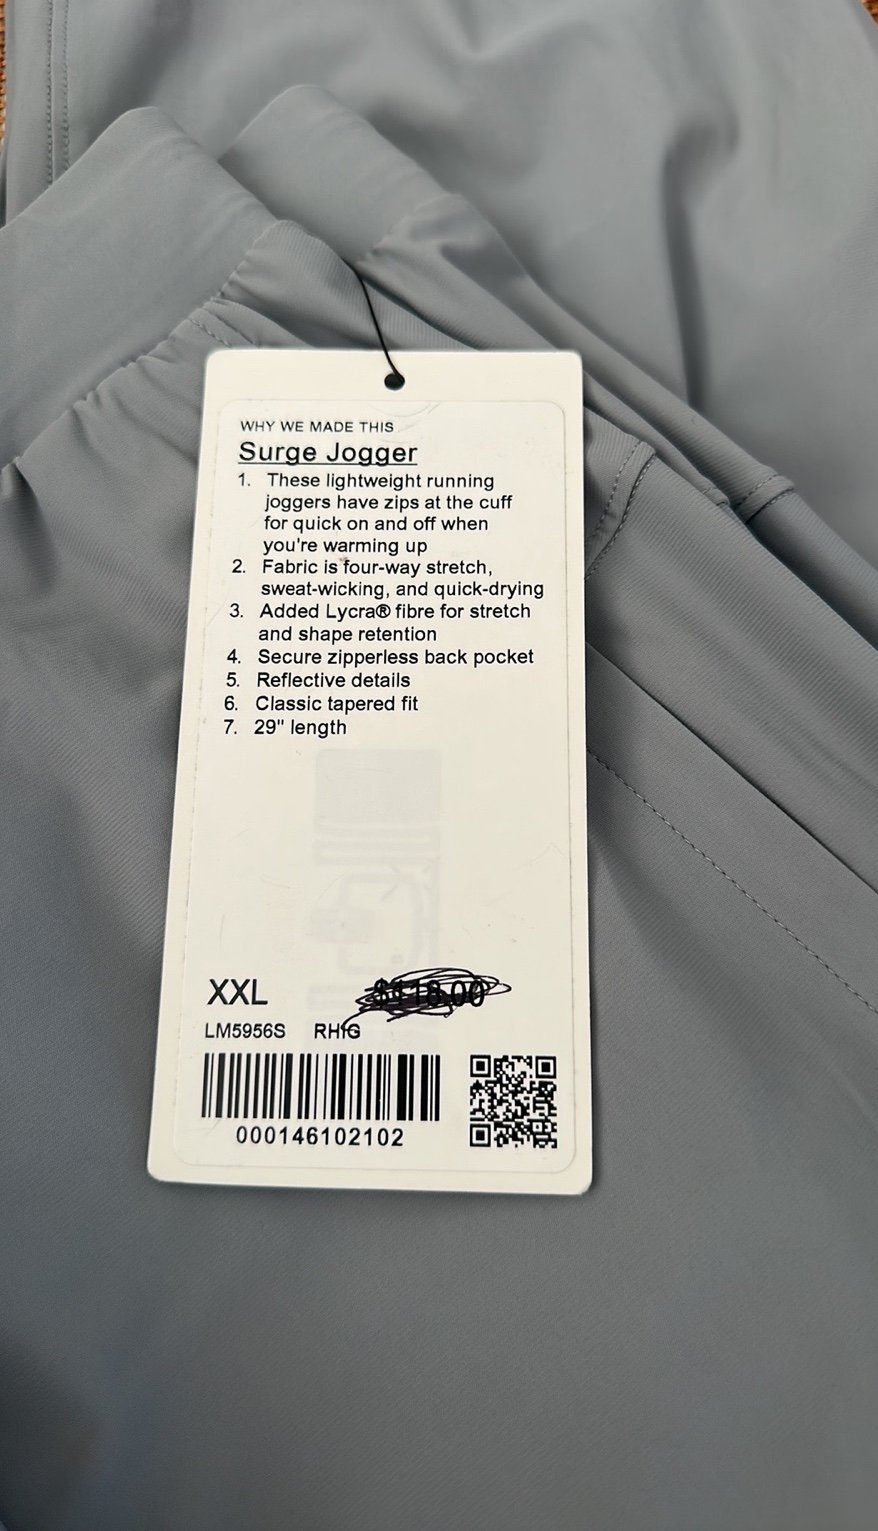 WHY WE MADE THIS
Surge Jogger
1. These lightweight running
joggers have zips at the cuff
for quick on and off when
you're warming up
2. Fabric is four-way stretch,
sweat-wicking, and quick-drying
3. Added Lycra® fibre for stretch
and shape retention
4. Secure zipperless back pocket
5. Reflective details
6. Classic tapered fit
7. 29" length
XXL $118.00
LM5956S RHIG
000146102102